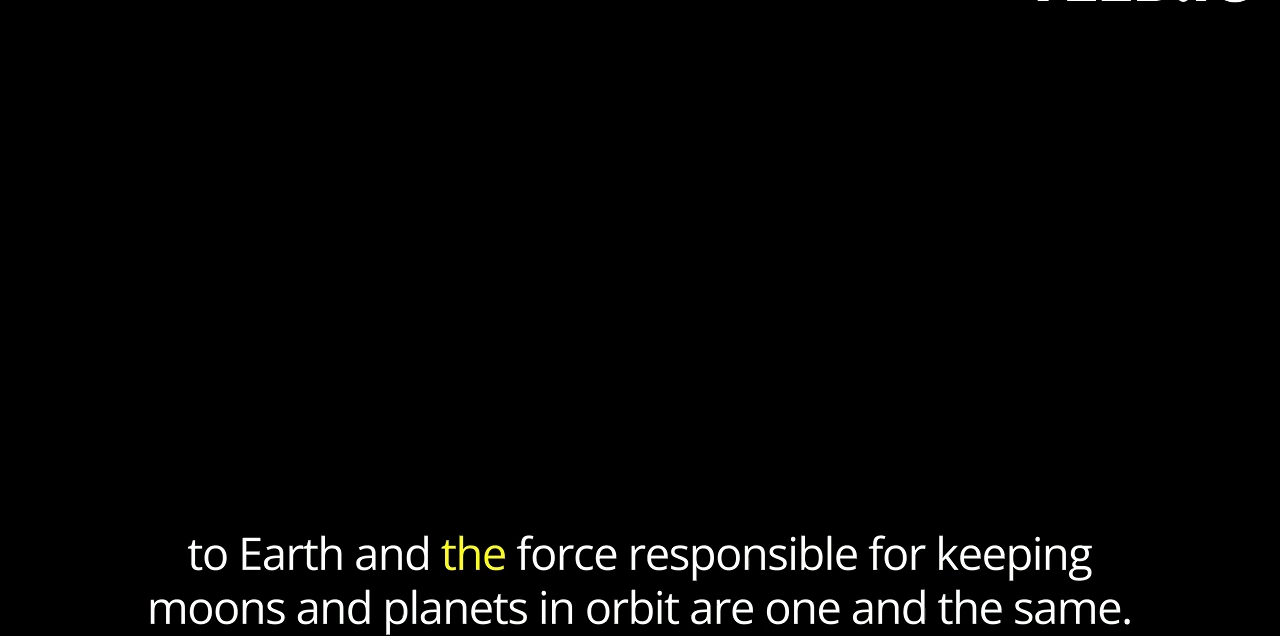 to Earth and the force responsible for keeping
moons and planets in orbit are one and the same.